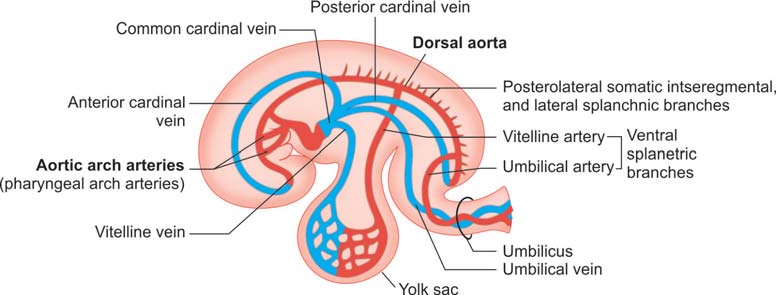 Posterior cardinal vein
Common cardinal vein
Dorsal aorta
Anterior cardinal
vein
Posterolateral somatic intseregmental,
and lateral splanchnic branches
Vitelline artery
Umbilical artery
Ventral
splanetric
branches
Aortic arch arteries
(pharyngeal arch arteries)
Vitelline vein
Umbilicus
Umbilical vein
Yolk sac